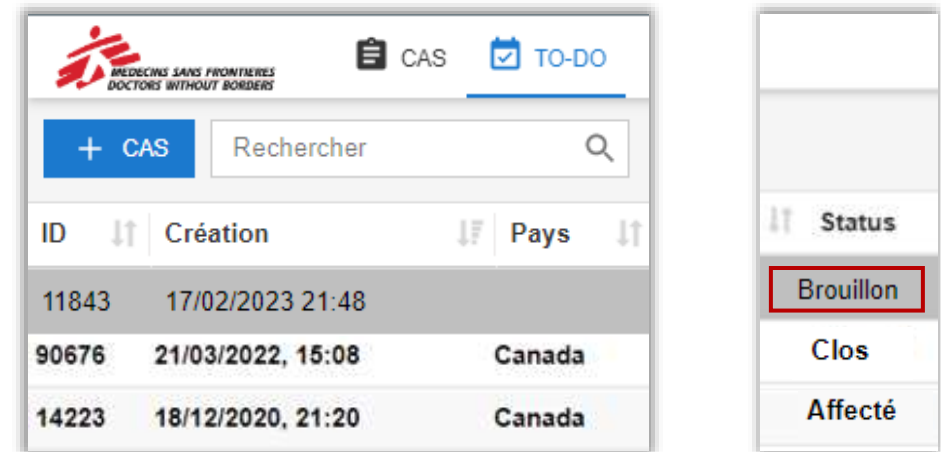 MEDECINS SANS FRONTIERES
DOCTORS WITHOUT BORDERS
CAS
TO-DO
+ CAS
Rechercher
ID Création Pays Status
11843 17/02/2023 21:48 Brouillon
90676 21/03/2022, 15:08 Canada Clos
14223 18/12/2020, 21:20 Canada Affecté